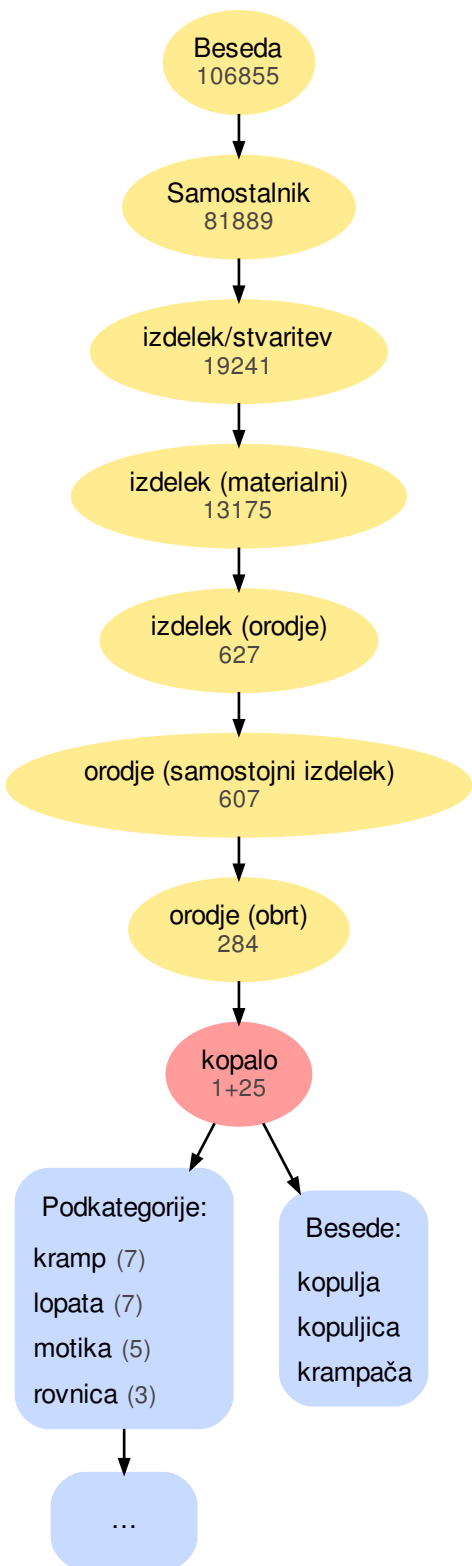 Beseda
106855
Samostalnik
81889
izdelek/stvaritev
19241
izdelek (materialni)
13175
izdelek (orodje)
627
orodje (samostojni izdelek)
607
orodje (obrt)
284
kopalo
1+25
Podkategorije:
kramp (7)
lopata (7)
motika (5)
rovnica (3)
...
Besede:
kopulja
kopuljica
krampača